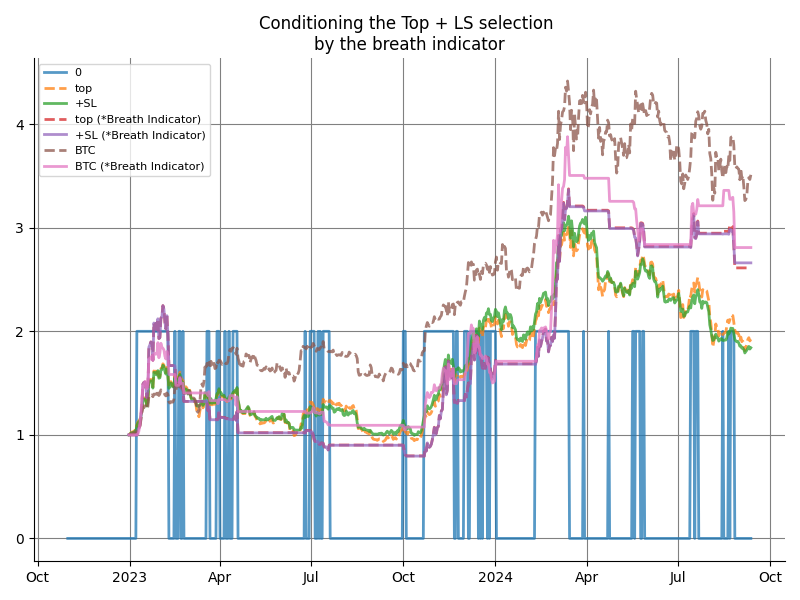 Conditioning the Top + LS selection
by the breath indicator
0
top
+SL
top (*Breath Indicator)
+SL (*Breath Indicator)
BTC
BTC (*Breath Indicator)
4
3
2
1
0
Oct 2023 Apr Jul Oct 2024 Apr Jul Oct